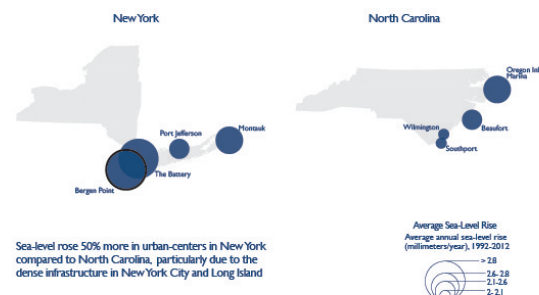 New York
North Carolina
Oregon Inlet
Marina
Port Jefferson
Montauk
Wilmington
Beaufort
Southport
The Battery
Bergen Point
Sea-level rose 50% more in urban-centers in New York
compared to North Carolina, particularly due to the
dense infrastructure in New York City and Long Island
Average Sea-Level Rise
Average annual sea-level rise
(millimeters/year), 1992-2012
> 2.8
2.6- 2.8
2.1-2.6
2- 2.1